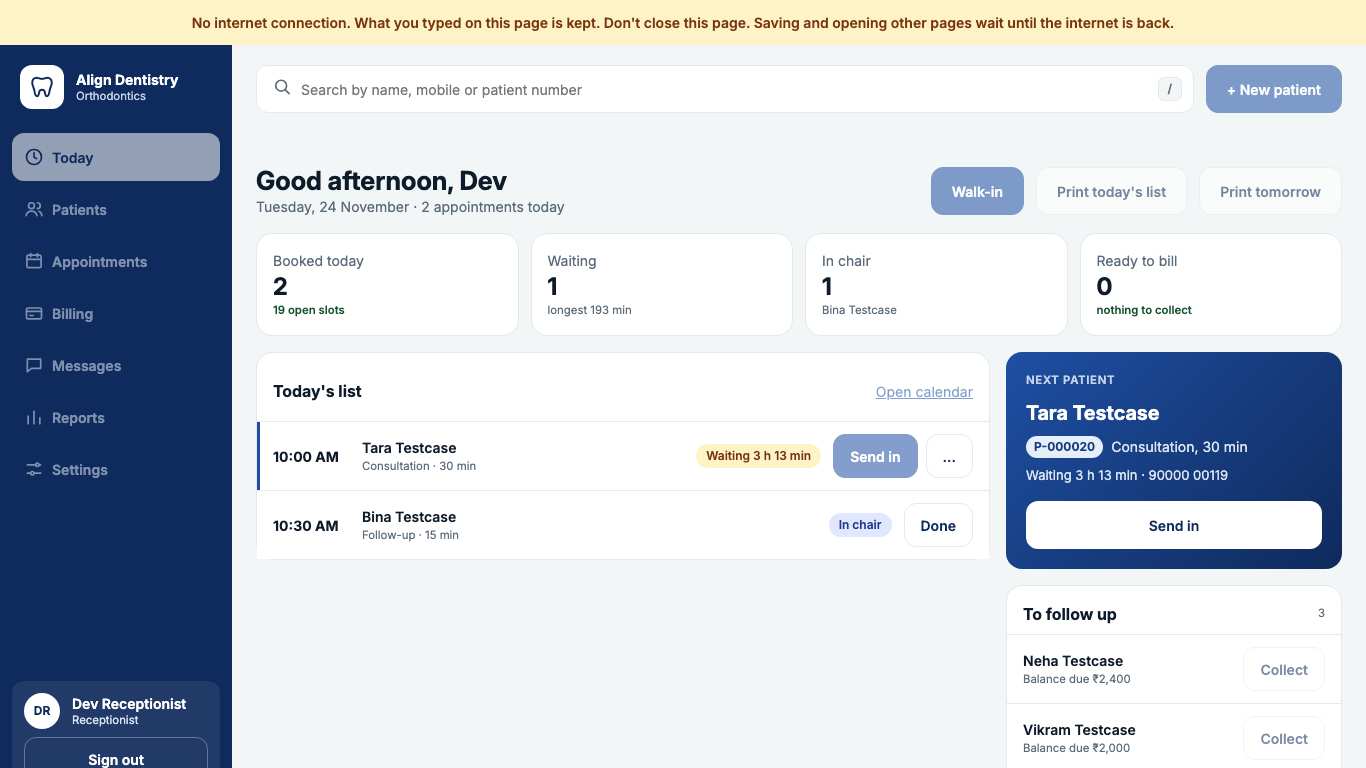 No internet connection. What you typed on this page is kept. Don't close this page. Saving and opening other pages wait until the internet is back.
Align Dentistry
Orthodontics
Today
Patients
Appointments
Billing
Messages
Reports
Settings
DR
Dev Receptionist
Receptionist
Sign out
Search by name, mobile or patient number
/
+ New patient
Good afternoon, Dev
Tuesday, 24 November · 2 appointments today
Walk-in
Print today's list
Print tomorrow
Booked today
2
19 open slots
Waiting
1
longest 193 min
In chair
1
Bina Testcase
Ready to bill
0
nothing to collect
Today's list
Open calendar
10:00 AM
Tara Testcase
Consultation · 30 min
Waiting 3 h 13 min
Send in
...
10:30 AM
Bina Testcase
Follow-up · 15 min
In chair
Done
NEXT PATIENT
Tara Testcase
P-000020 Consultation, 30 min
Waiting 3 h 13 min · 90000 00119
Send in
To follow up
3
Neha Testcase
Balance due ₹2,400
Collect
Vikram Testcase
Balance due ₹2,000
Collect